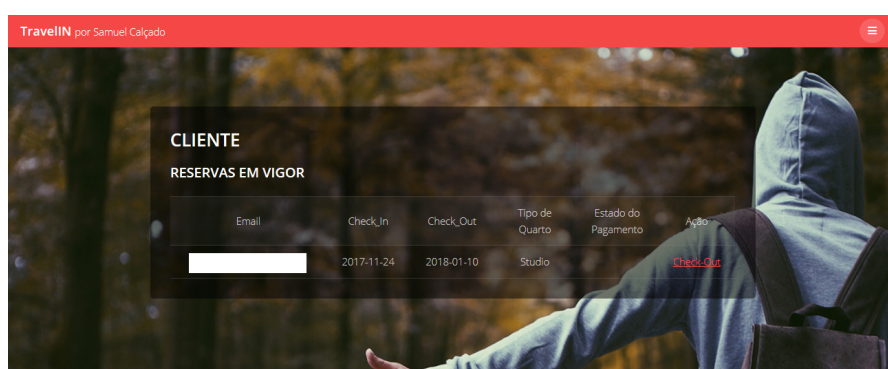 TravelIN por Samuel Calçado
CLIENTE
RESERVAS EM VIGOR
Email Check_In Check_Out Tipo de Quarto Estado do Pagamento Ação
2017-11-24 2018-01-10 Studio Check-Out